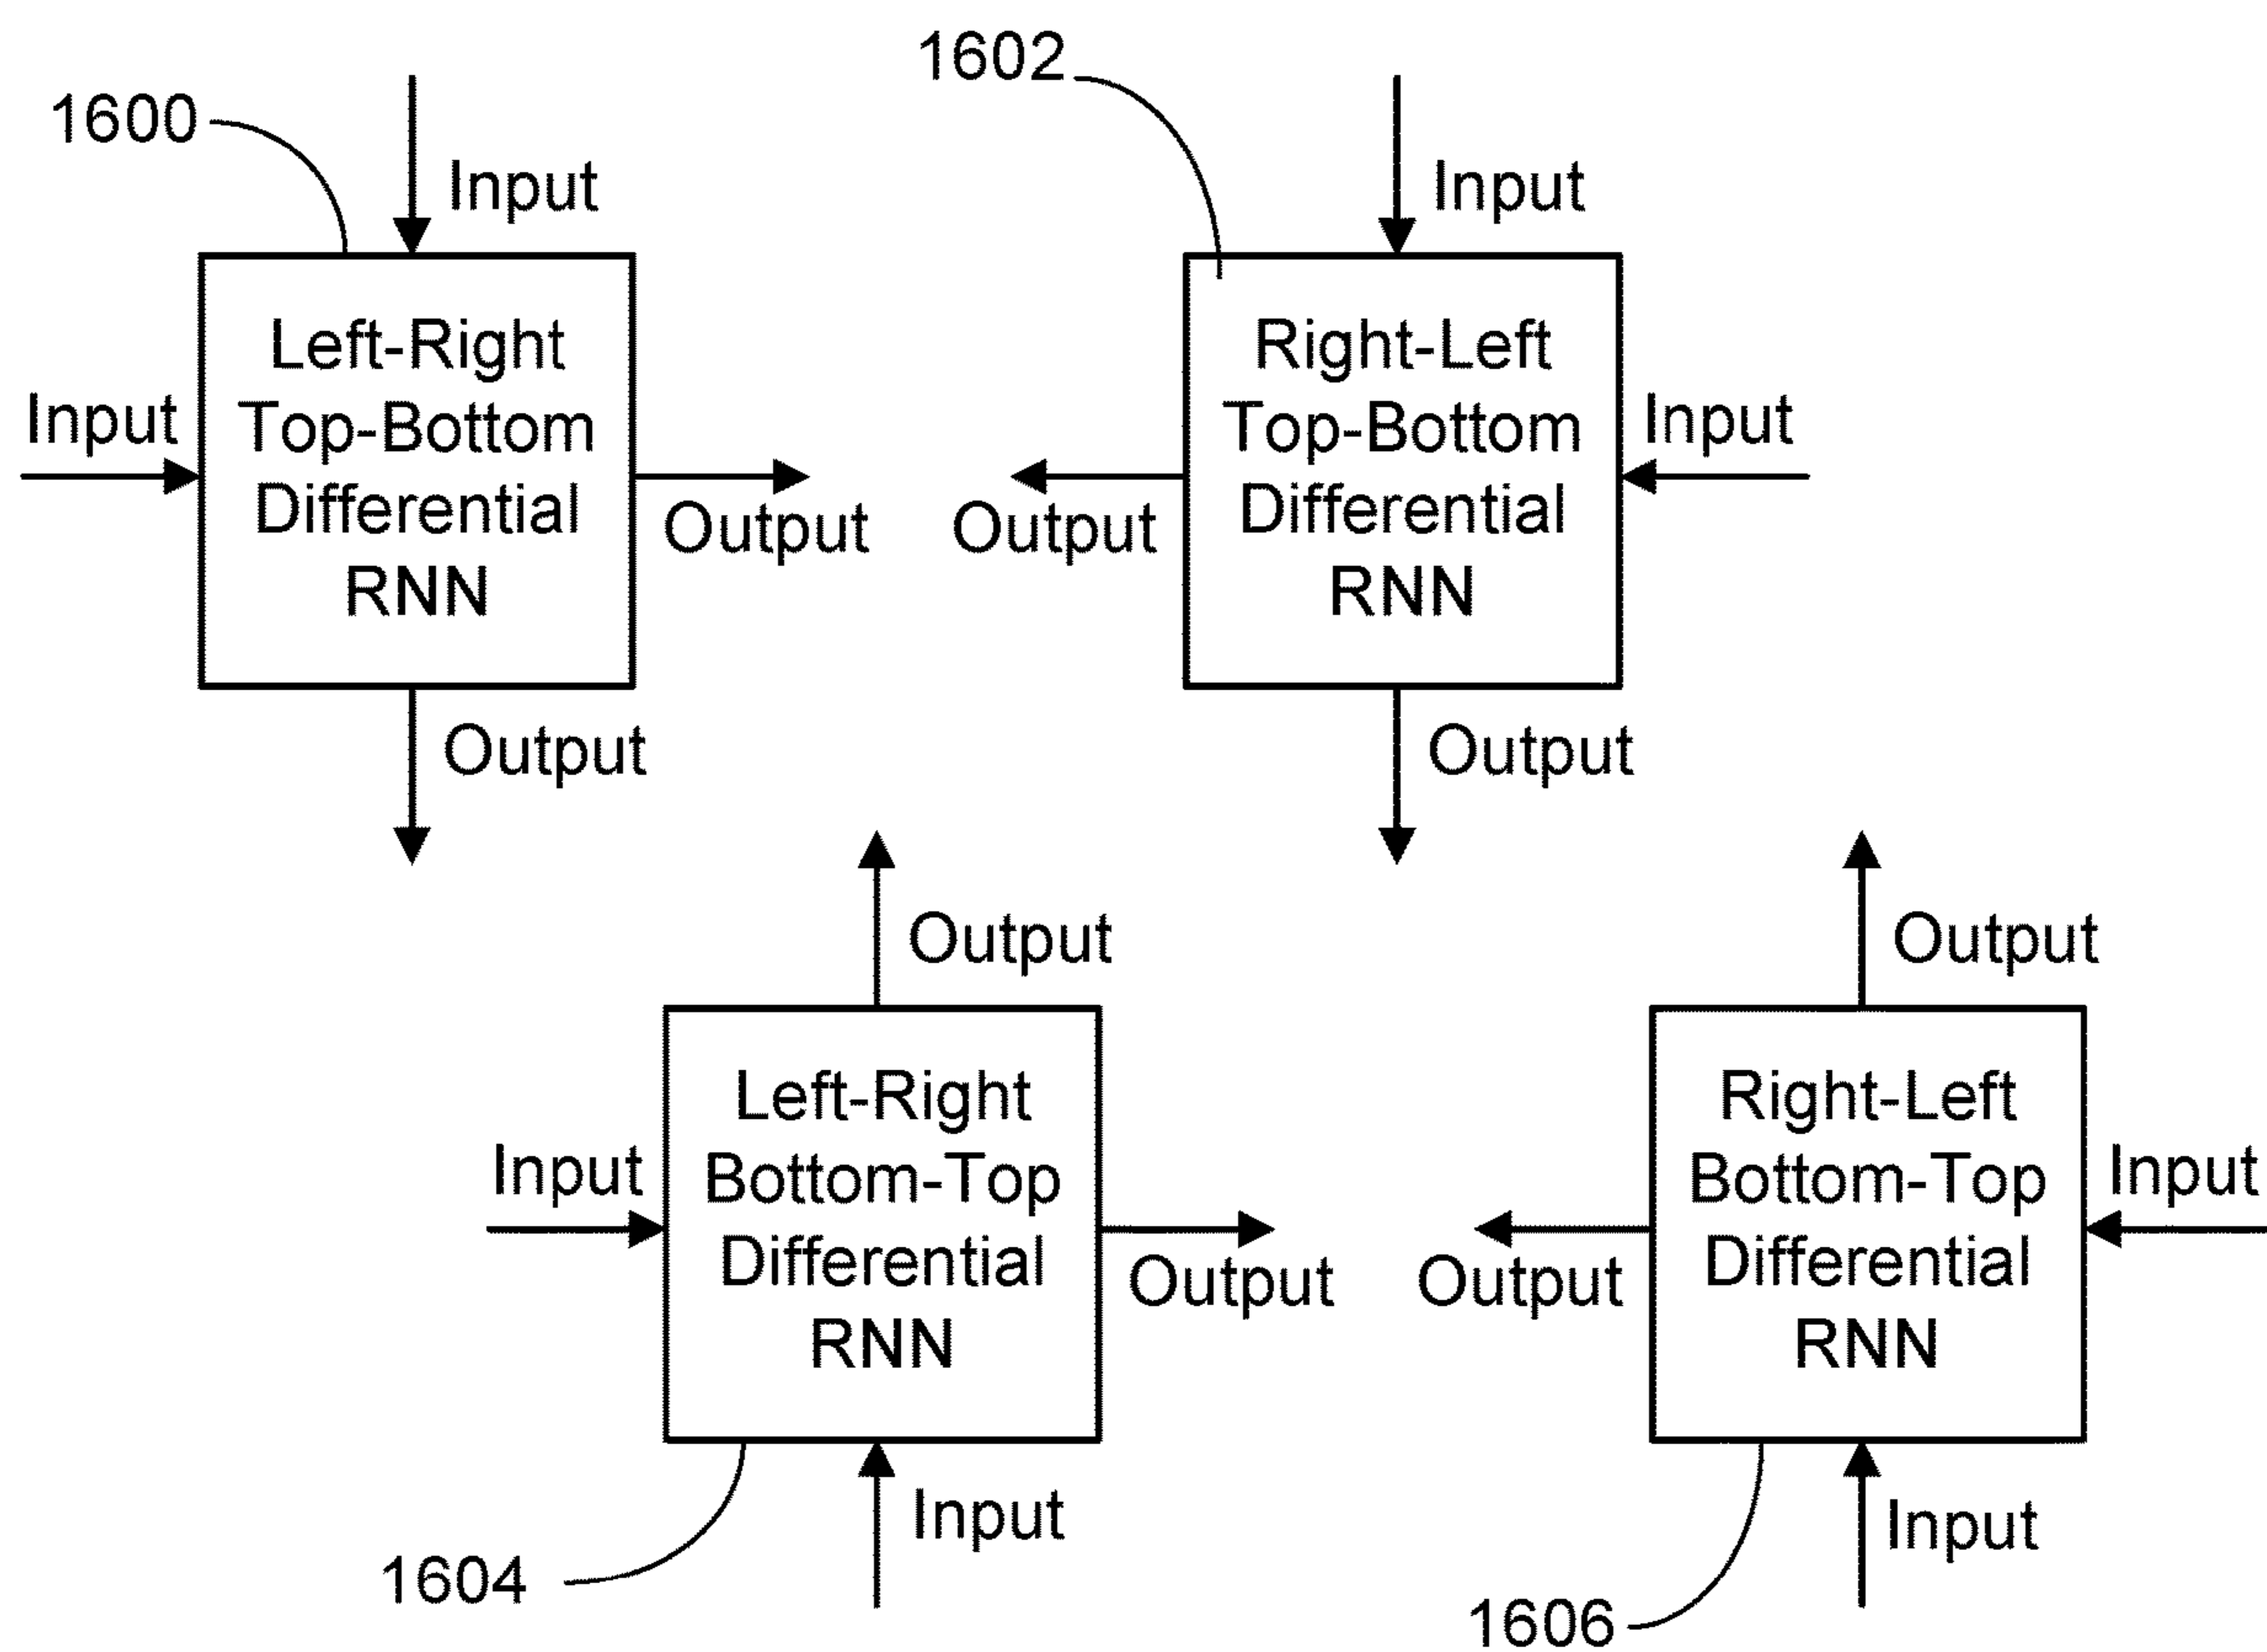 1602
1600
Input
Input
Left-Right
Top-Bottom
Differential
RNN
Input
Output
Output
Right-Left
Top-Bottom
Differential
RNN
Input
Output
Output
Output
Left-Right
Bottom-Top
Differential
RNN
Input
Output
Input
1604
Output
Right-Left
Bottom-Top
Differential
RNN
Input
Output
Input
1606